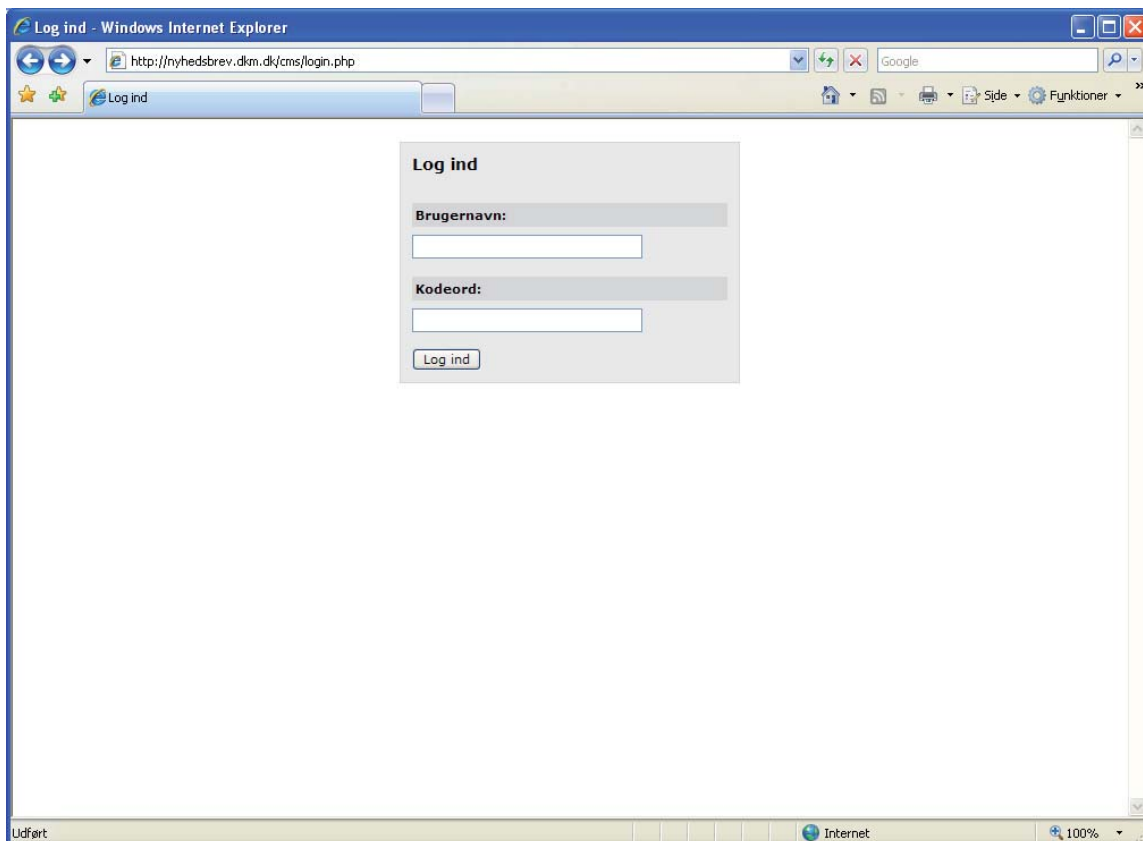 Log ind - Windows Internet Explorer
http://nyhedsbrev.dkm.dk/cms/login.php
Google
Log ind
Side
Funktioner
Log ind
Brugernavn:
Kodeord:
Log ind
Udført
Internet
100%